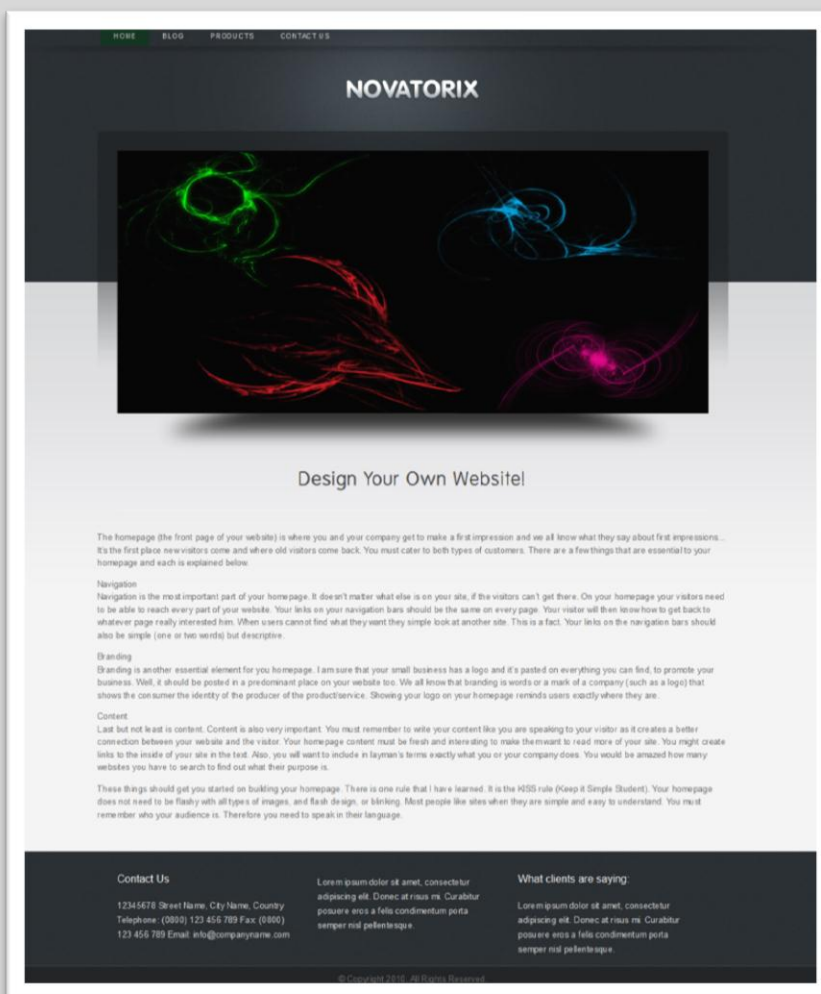 HOME BLOG PRODUCTS CONTACT US
NOVATORIX
Design Your Own Website!
The homepage (the front page of your website) is where you and your company get to make a first impression and we all know what they say about first impressions...
It's the first place new visitors come and where old visitors come back. You must cater to both types of customers. There are a few things that are essential to your
homepage and each is explained below.
Navigation
Navigation is the most important part of your homepage. It doesn't matter what else is on your site, if the visitors can't get there. On your homepage your visitors need
to be able to reach every part of your website. Your links on your navigation bars should be the same on every page. Your visitor will then know how to get back to
whatever page really interested him. When users cannot find what they want they simple look at another site. This is a fact. Your links on the navigation bars should
also be simple (one or two words) but descriptive.
Branding
Branding is another essential element for you homepage. I am sure that your small business has a logo and it's pasted on everything you can find, to promote your
business. Well, it should be posted in a predominant place on your website too. We all know that branding is words or a mark of a company (such as a logo) that
shows the consumer the identity of the producer of the product/service. Showing your logo on your homepage reminds users exactly where they are.
Content
Last but not least is content. Content is also very important. You must remember to write your content like you are speaking to your visitor as it creates a better
connection between your website and the visitor. Your homepage content must be fresh and interesting to make them want to read more of your site. You might create
links to the inside of your site in the text. Also, you will want to include in layman's terms exactly what you or your company does. You would be amazed how many
websites you have to search to find out what their purpose is.
These things should get you started on building your homepage. There is one rule that I have learned. It is the KISS rule (Keep it Simple Student). Your homepage
does not need to be flashy with all types of images, and flash design, or blinking. Most people like sites when they are simple and easy to understand. You must
remember who your audience is. Therefore you need to speak in their language.
Contact Us
12345678 Street Name, City Name, Country
Telephone: (0800) 123 456 789 Fax: (0800)
123 456 789 Email: info@companyname.com
Lorem ipsum dolor sit amet, consectetur
adipiscing elit. Donec at risus mi. Curabitur
posuere eros a felis condimentum porta
semper nisl pellentesque.
What clients are saying:
Lorem ipsum dolor sit amet, consectetur
adipiscing elit. Donec at risus mi. Curabitur
posuere eros a felis condimentum porta
semper nisl pellentesque.
© Copyright 2010. All Rights Reserved.